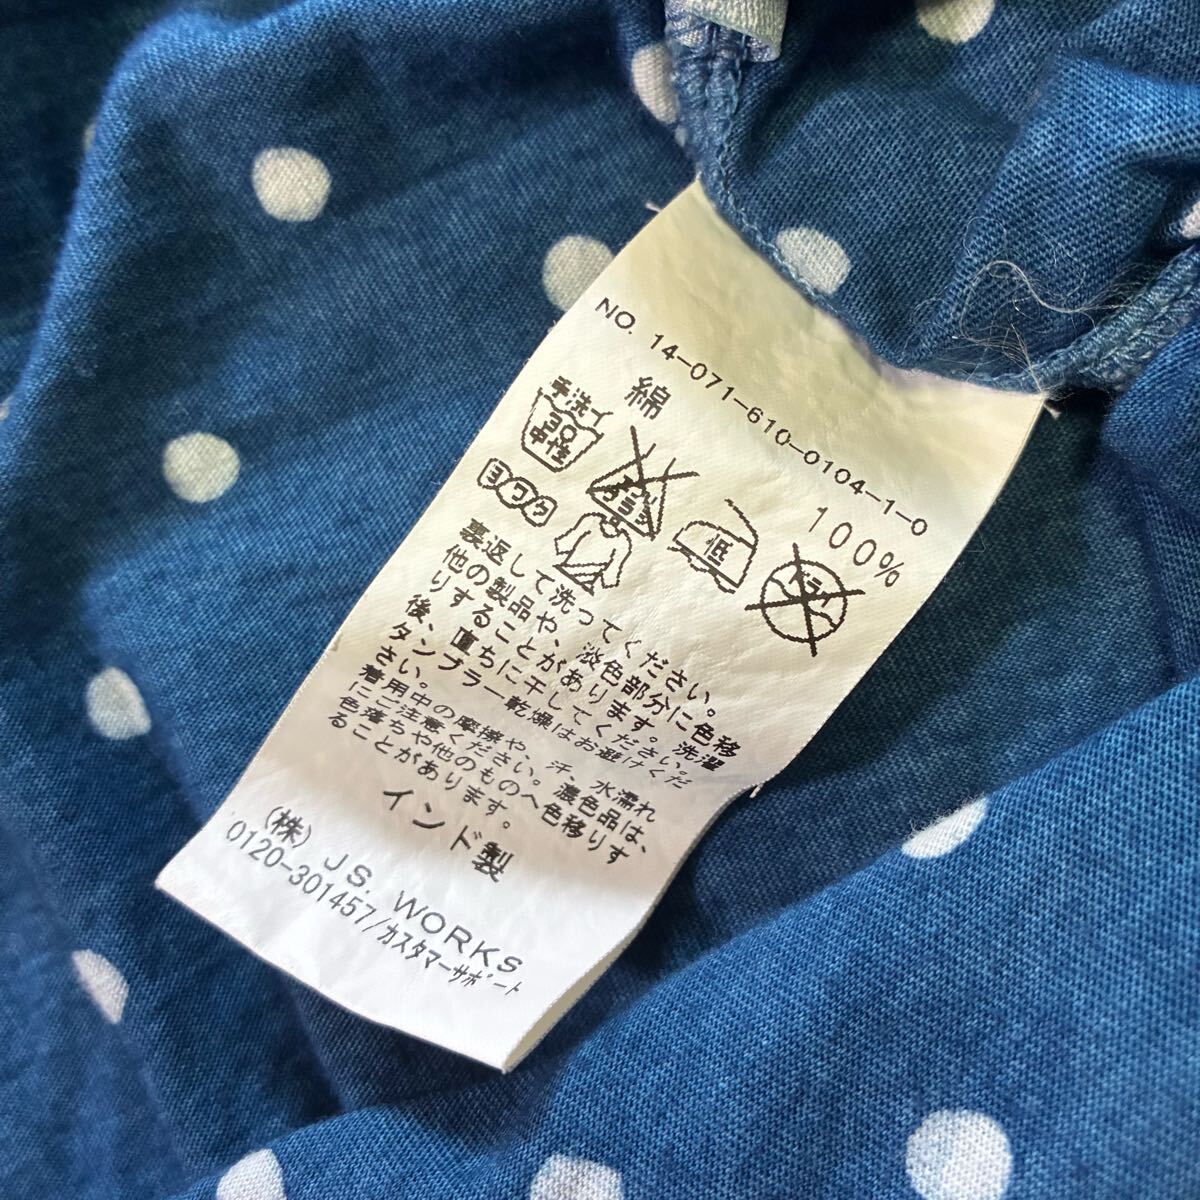 NO. 14-071-610-0104-1-0
綿 100%
手洗イ
30
中性
エンソ
サラシ
低
ドライ
ヨワク
裏返して洗ってください。
他の製品や、淡色部分に色移
りすることがあります。洗濯
後、直ちに干してください。
タンブラー乾燥はお避けくだ
さい。
着用中の摩擦や、汗、水濡れ
にご注意ください。濃色品は、
色落ちや他のものへ色移りす
ることがあります。
インド製
(株) J.S. WORKS
0120-301457/カスタマーサポート